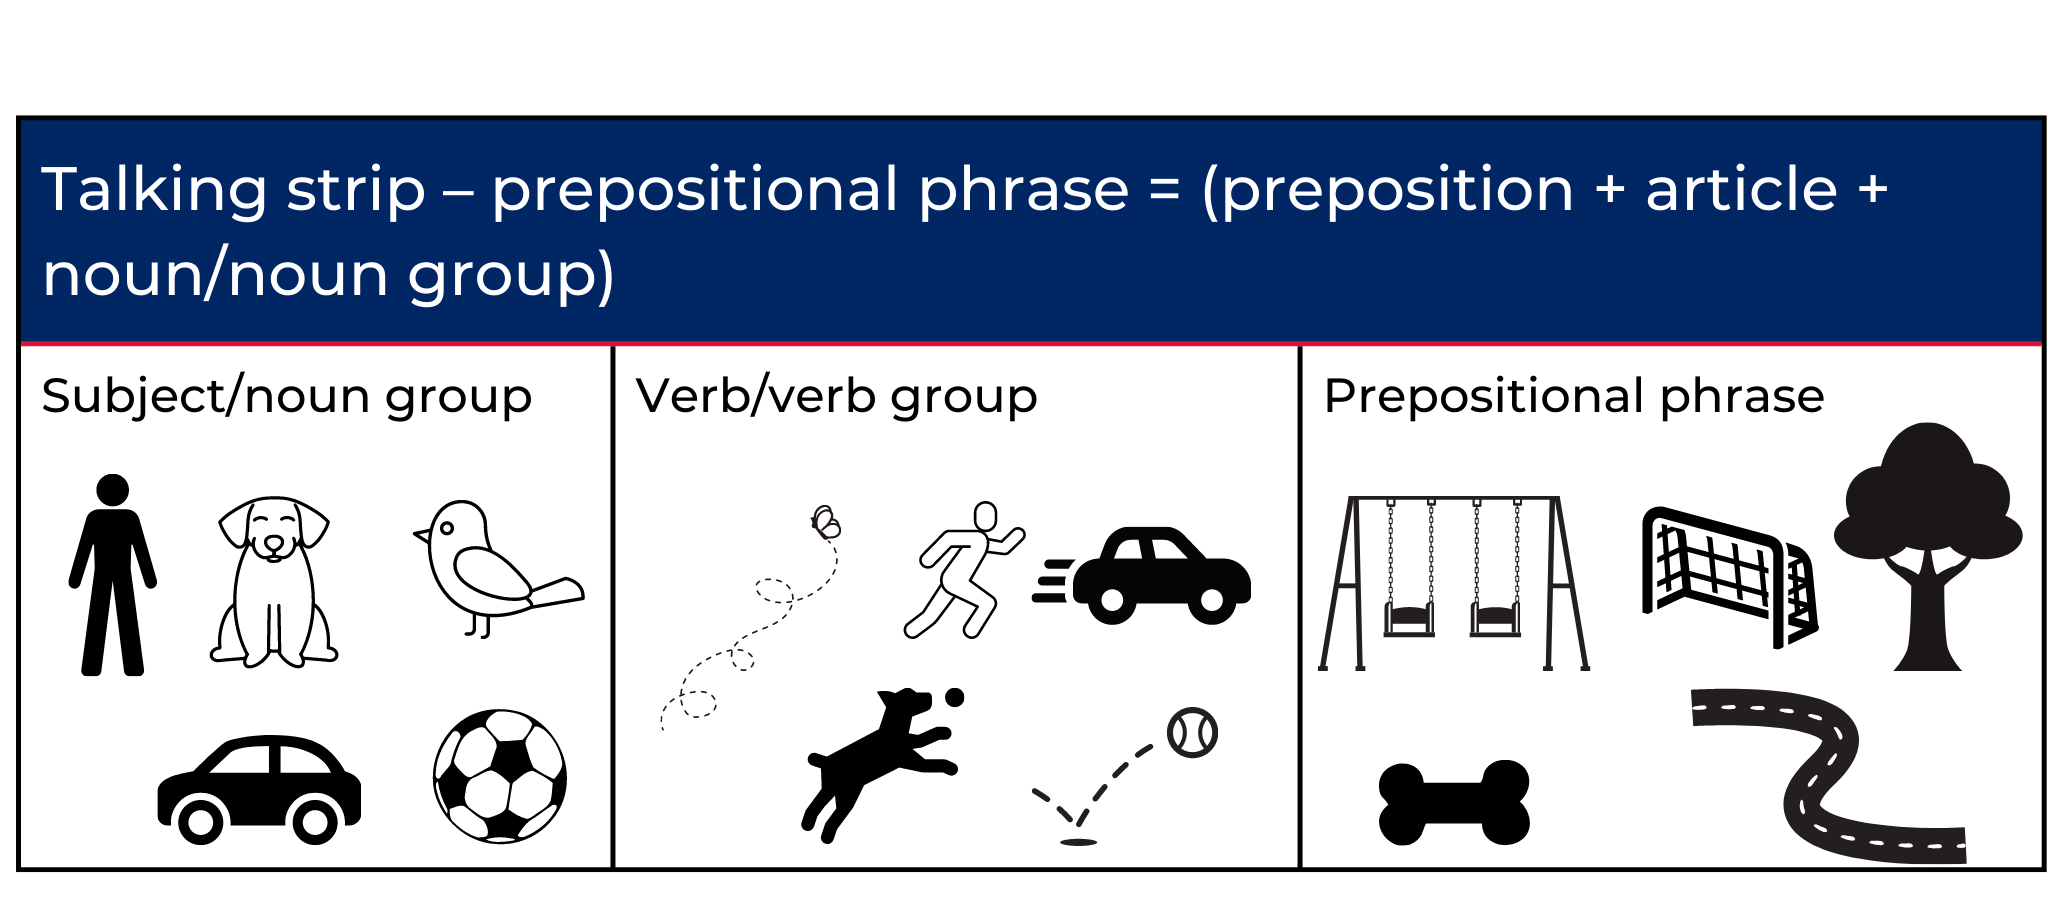 Talking strip – prepositional phrase = (preposition + article +
noun/noun group)
Subject/noun group
Verb/verb group
Prepositional phrase